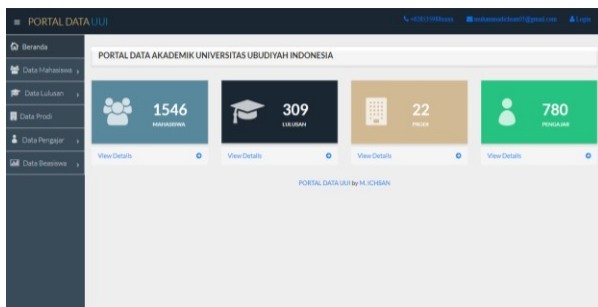 PORTAL DATA UUI
Login
Beranda
Data Mahasiswa
Data Lulusan
Data Prodi
Data Pengajar
Data Beasiswa
PORTAL DATA AKADEMIK UNIVERSITAS UBUDIYAH INDONESIA
1546
MAHASISWA
View Details
309
LULUSAN
View Details
22
PRODI
View Details
780
PENGAJAR
View Details
PORTAL DATA UUI by M. ICHSAN